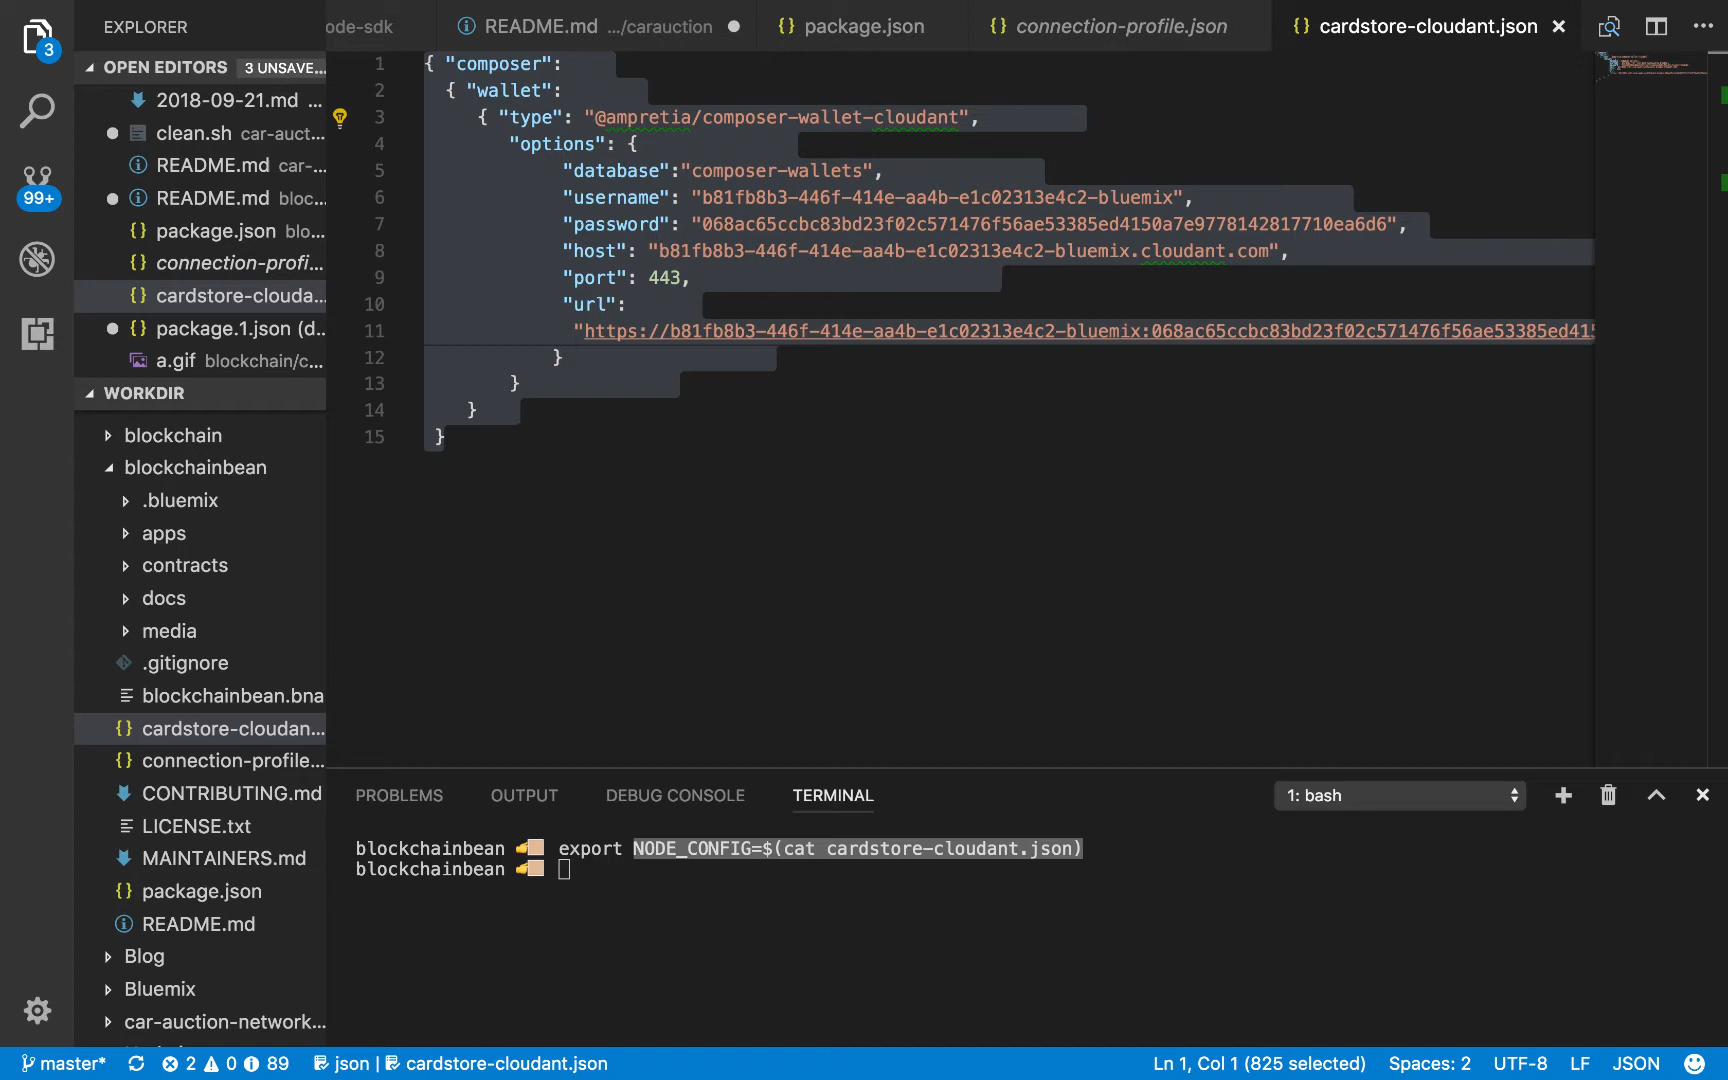 EXPLORER
ode-sdk
README.md .../carauction
package.json
connection-profile.json
cardstore-cloudant.json
3
OPEN EDITORS 3 UNSAVE...
2018-09-21.md ...
clean.sh car-auct...
README.md car-...
README.md bloc...
package.json blo...
connection-profi...
cardstore-clouda...
package.1.json (d...
a.gif blockchain/c...
99+
WORKDIR
blockchain
blockchainbean
.bluemix
apps
contracts
docs
media
.gitignore
blockchainbean.bna
cardstore-cloudan...
connection-profile...
CONTRIBUTING.md
LICENSE.txt
MAINTAINERS.md
package.json
README.md
Blog
Bluemix
car-auction-network...
1 { "composer":
2 { "wallet":
3 { "type": "@ampretia/composer-wallet-cloudant",
4 "options": {
5 "database":"composer-wallets",
6 "username": "b81fb8b3-446f-414e-aa4b-e1c02313e4c2-bluemix",
7 "password": "068ac65ccbc83bd23f02c571476f56ae53385ed4150a7e9778142817710ea6d6",
8 "host": "b81fb8b3-446f-414e-aa4b-e1c02313e4c2-bluemix.cloudant.com",
9 "port": 443,
10 "url":
11 "https://b81fb8b3-446f-414e-aa4b-e1c02313e4c2-bluemix:068ac65ccbc83bd23f02c571476f56ae53385ed415
12 }
13 }
14 }
15 }
PROBLEMS OUTPUT DEBUG CONSOLE TERMINAL
1: bash
blockchainbean 👉🏼 export NODE_CONFIG=$(cat cardstore-cloudant.json)
blockchainbean 👉🏼
master* 2 0 89 json | cardstore-cloudant.json
Ln 1, Col 1 (825 selected) Spaces: 2 UTF-8 LF JSON